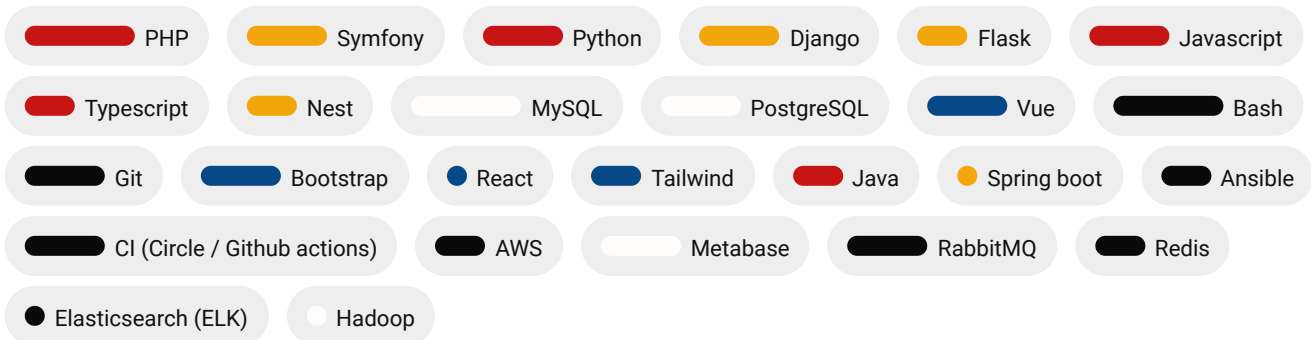 PHP Symfony Python Django Flask Javascript
Typescript Nest MySQL PostgreSQL Vue Bash
Git Bootstrap React Tailwind Java Spring boot Ansible
CI (Circle / Github actions) AWS Metabase RabbitMQ Redis
Elasticsearch (ELK) Hadoop